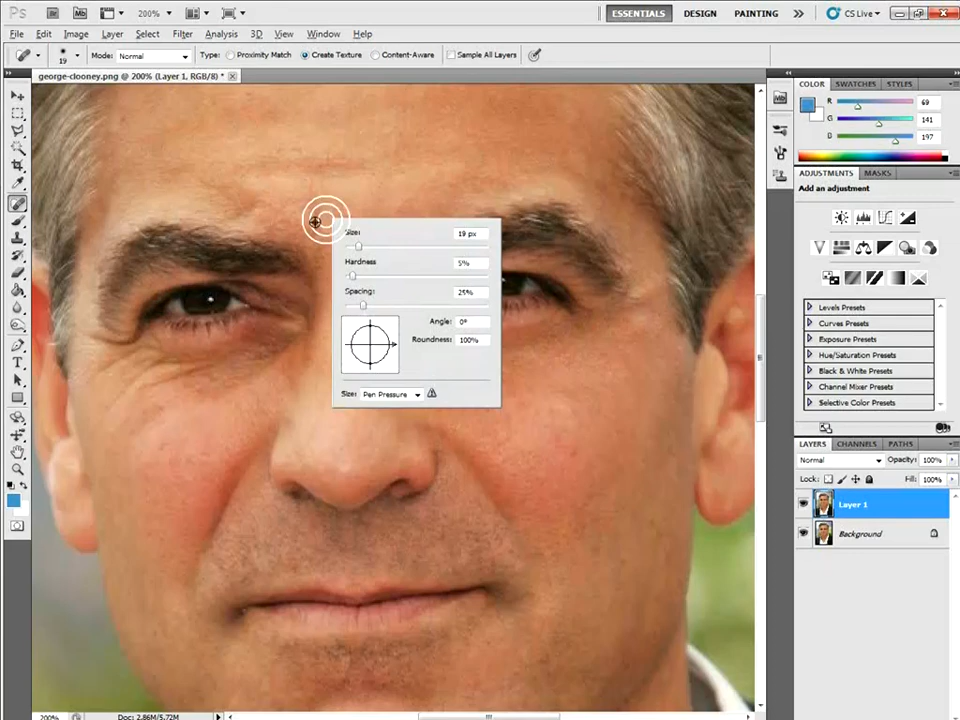 Ps Br Mb 200% ESSENTIALS DESIGN PAINTING CS Live
File Edit Image Layer Select Filter Analysis 3D View Window Help
19 Mode: Normal Type: Proximity Match Create Texture Content-Aware Sample All Layers
george-clooney.png @ 200% (Layer 1, RGB/8) *
COLOR SWATCHES STYLES
R 69
G 141
B 197
ADJUSTMENTS MASKS
Add an adjustment
Size: 19 px
Hardness 5%
Spacing: 25%
Angle: 0°
Roundness: 100%
Size: Pen Pressure
Levels Presets
Curves Presets
Exposure Presets
Hue/Saturation Presets
Black & White Presets
Channel Mixer Presets
Selective Color Presets
LAYERS CHANNELS PATHS
Normal Opacity: 100%
Lock: Fill: 100%
Layer 1
Background
200% Doc: 2.86M/5.72M